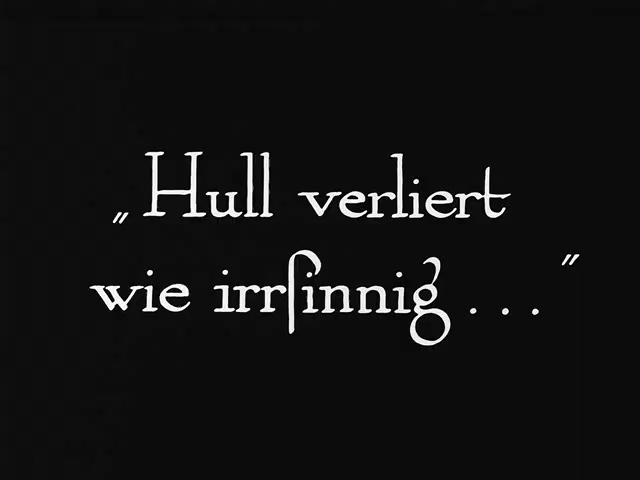 „Hull verliert
wie irrſinnig . . ."